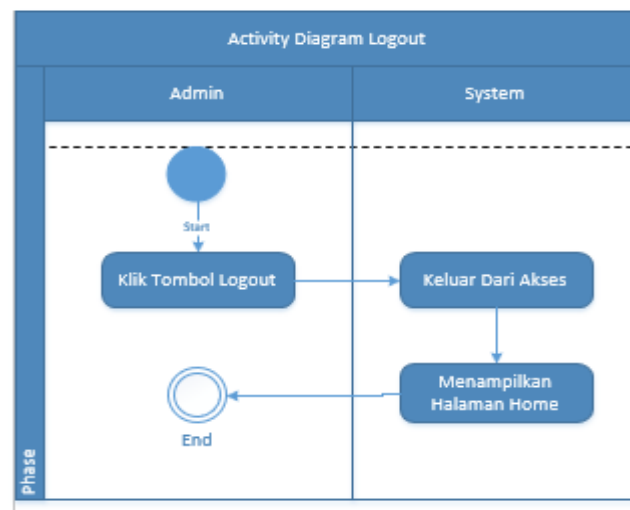 Activity Diagram Logout
Admin
System
Start
Klik Tombol Logout
Keluar Dari Akses
Menampilkan
Halaman Home
End
Phase